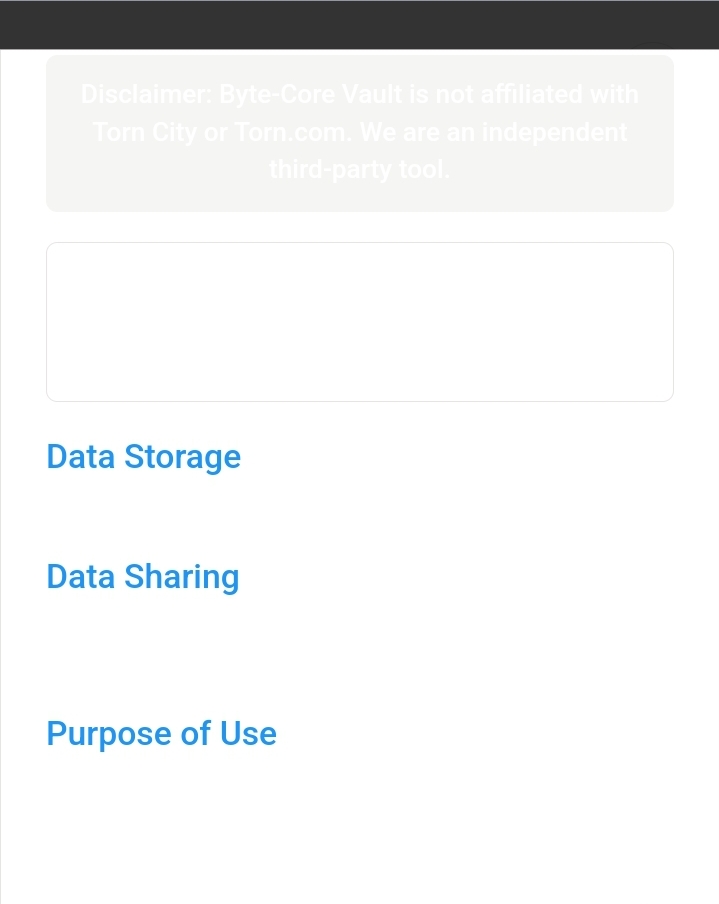 Disclaimer: Byte-Core Vault is not affiliated with
Torn City or Torn.com. We are an independent
third-party tool.
Data Storage
Data Sharing
Purpose of Use